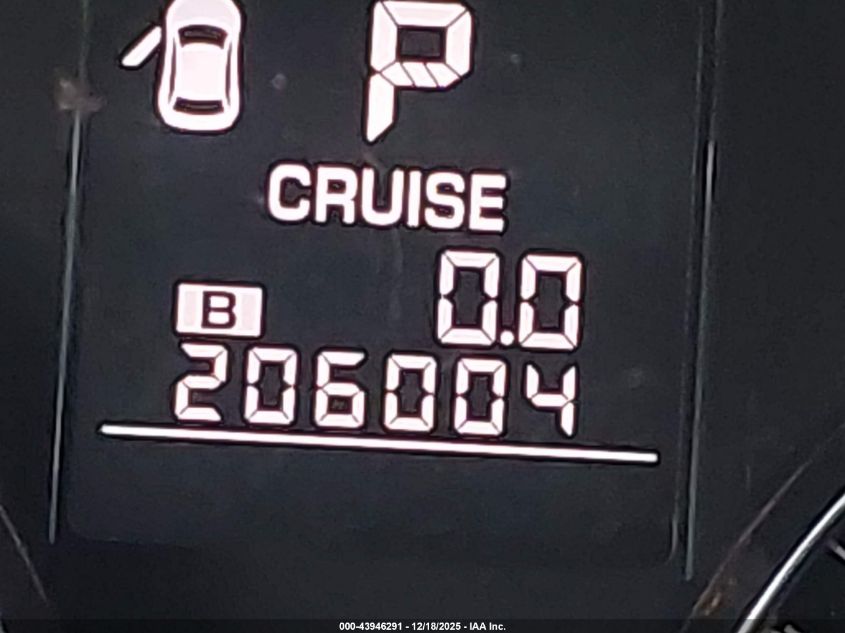 P
CRUISE
0.0
B
206004
000-43946291 - 12/18/2025 - IAA Inc.